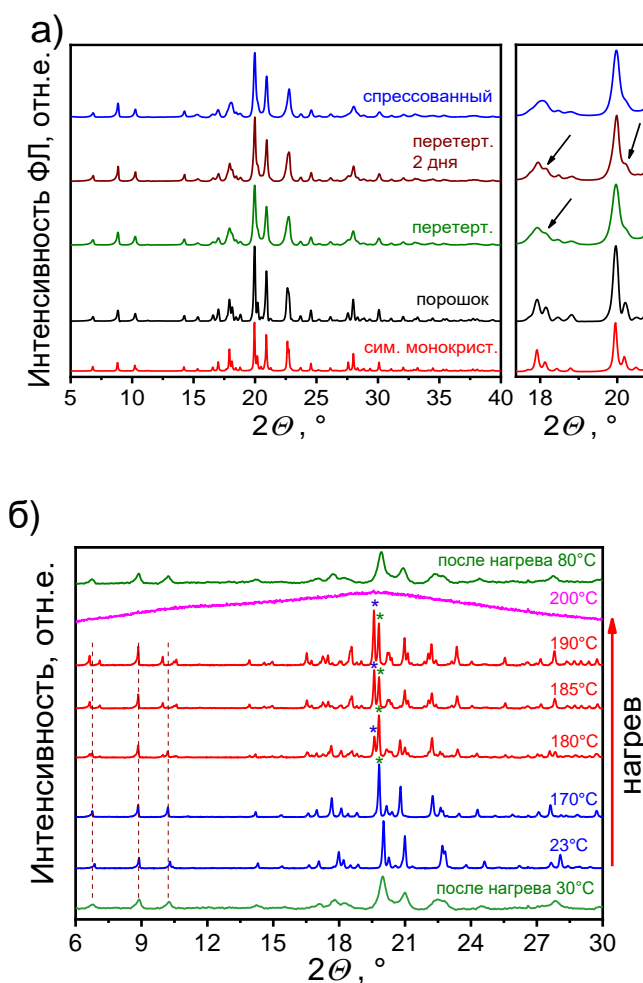 а)
Интенсивность ФЛ, отн.е.
спрессованный
перетерт.
2 дня
перетерт.
порошок
сим. монокрист.
5 10 15 20 25 30 35 40
2Θ, °
18 20
2Θ, °
б)
Интенсивность, отн.е.
после нагрева 80°C
200°C
*
*
190°C
*
*
185°C
*
*
180°C
*
170°C
23°C
после нагрева 30°C
нагрев
6 9 12 15 18 21 24 27 30
2Θ, °